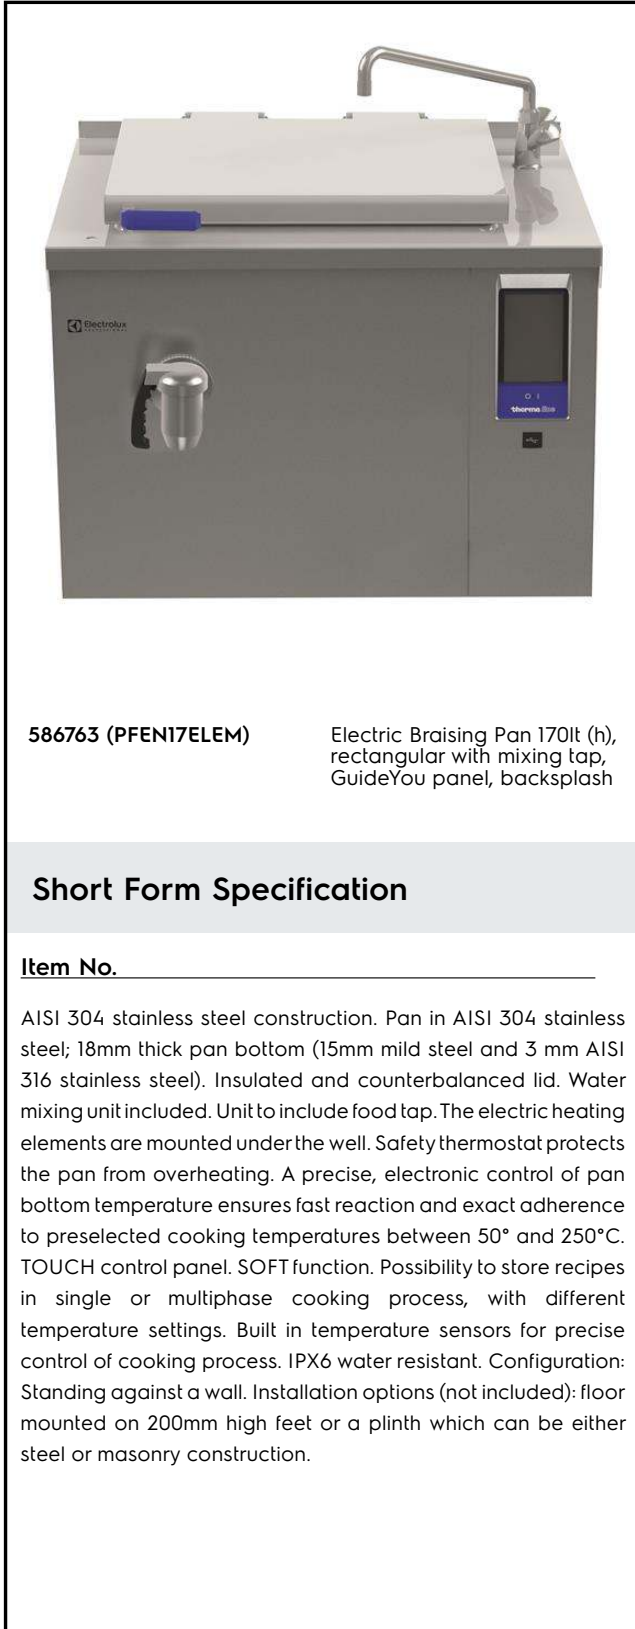 Electrolux
PROFESSIONAL
O I
thermaline
586763 (PFEN17ELEM)
Electric Braising Pan 170lt (h),
rectangular with mixing tap,
GuideYou panel, backsplash
Short Form Specification
Item No.
AISI 304 stainless steel construction. Pan in AISI 304 stainless
steel; 18mm thick pan bottom (15mm mild steel and 3 mm AISI
316 stainless steel). Insulated and counterbalanced lid. Water
mixing unit included. Unit to include food tap. The electric heating
elements are mounted under the well. Safety thermostat protects
the pan from overheating. A precise, electronic control of pan
bottom temperature ensures fast reaction and exact adherence
to preselected cooking temperatures between 50° and 250°C.
TOUCH control panel. SOFT function. Possibility to store recipes
in single or multiphase cooking process, with different
temperature settings. Built in temperature sensors for precise
control of cooking process. IPX6 water resistant. Configuration:
Standing against a wall. Installation options (not included): floor
mounted on 200mm high feet or a plinth which can be either
steel or masonry construction.